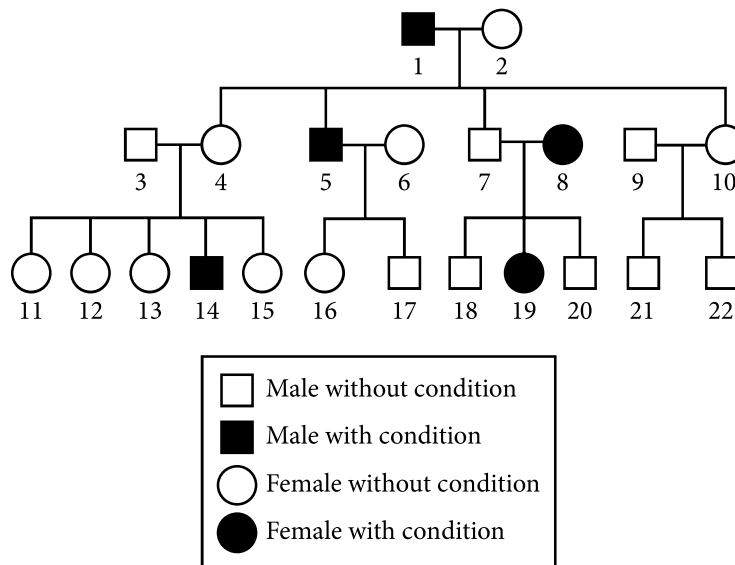 1 2
3 4 5 6 7 8 9 10
11 12 13 14 15 16 17 18 19 20 21 22
Male without condition
Male with condition
Female without condition
Female with condition